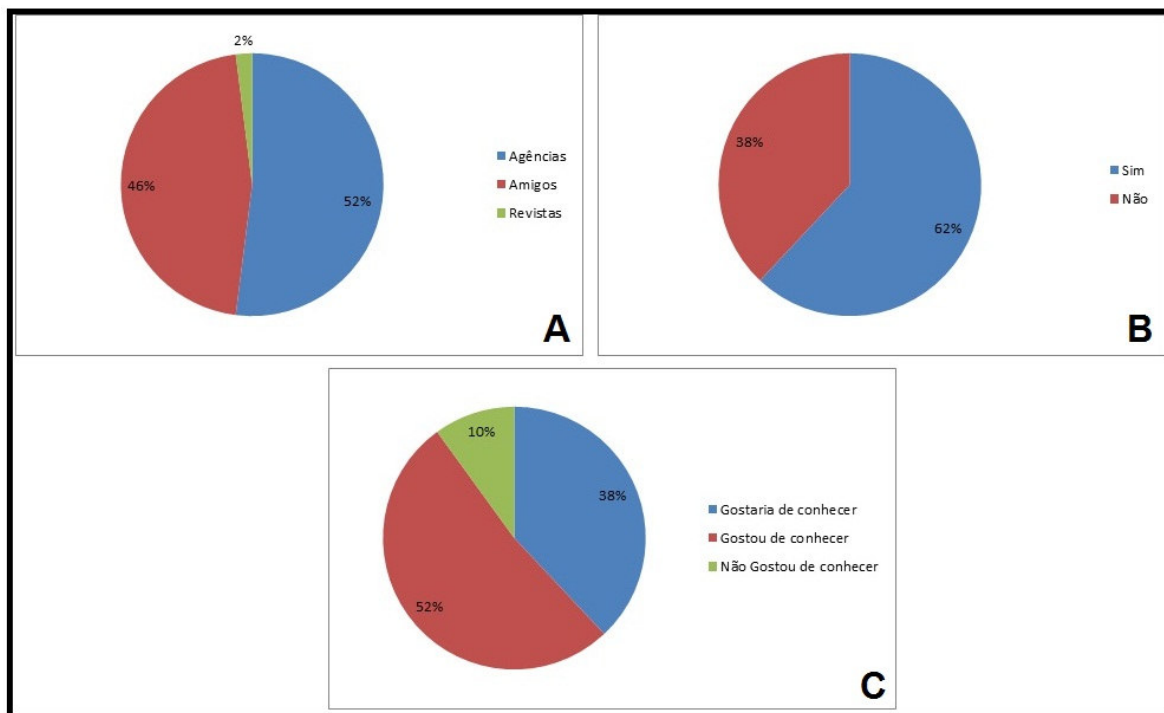 2%
46%
52%
Agências
Amigos
Revistas
A
38%
62%
Sim
Não
B
10%
38%
52%
Gostaria de conhecer
Gostou de conhecer
Não Gostou de conhecer
C